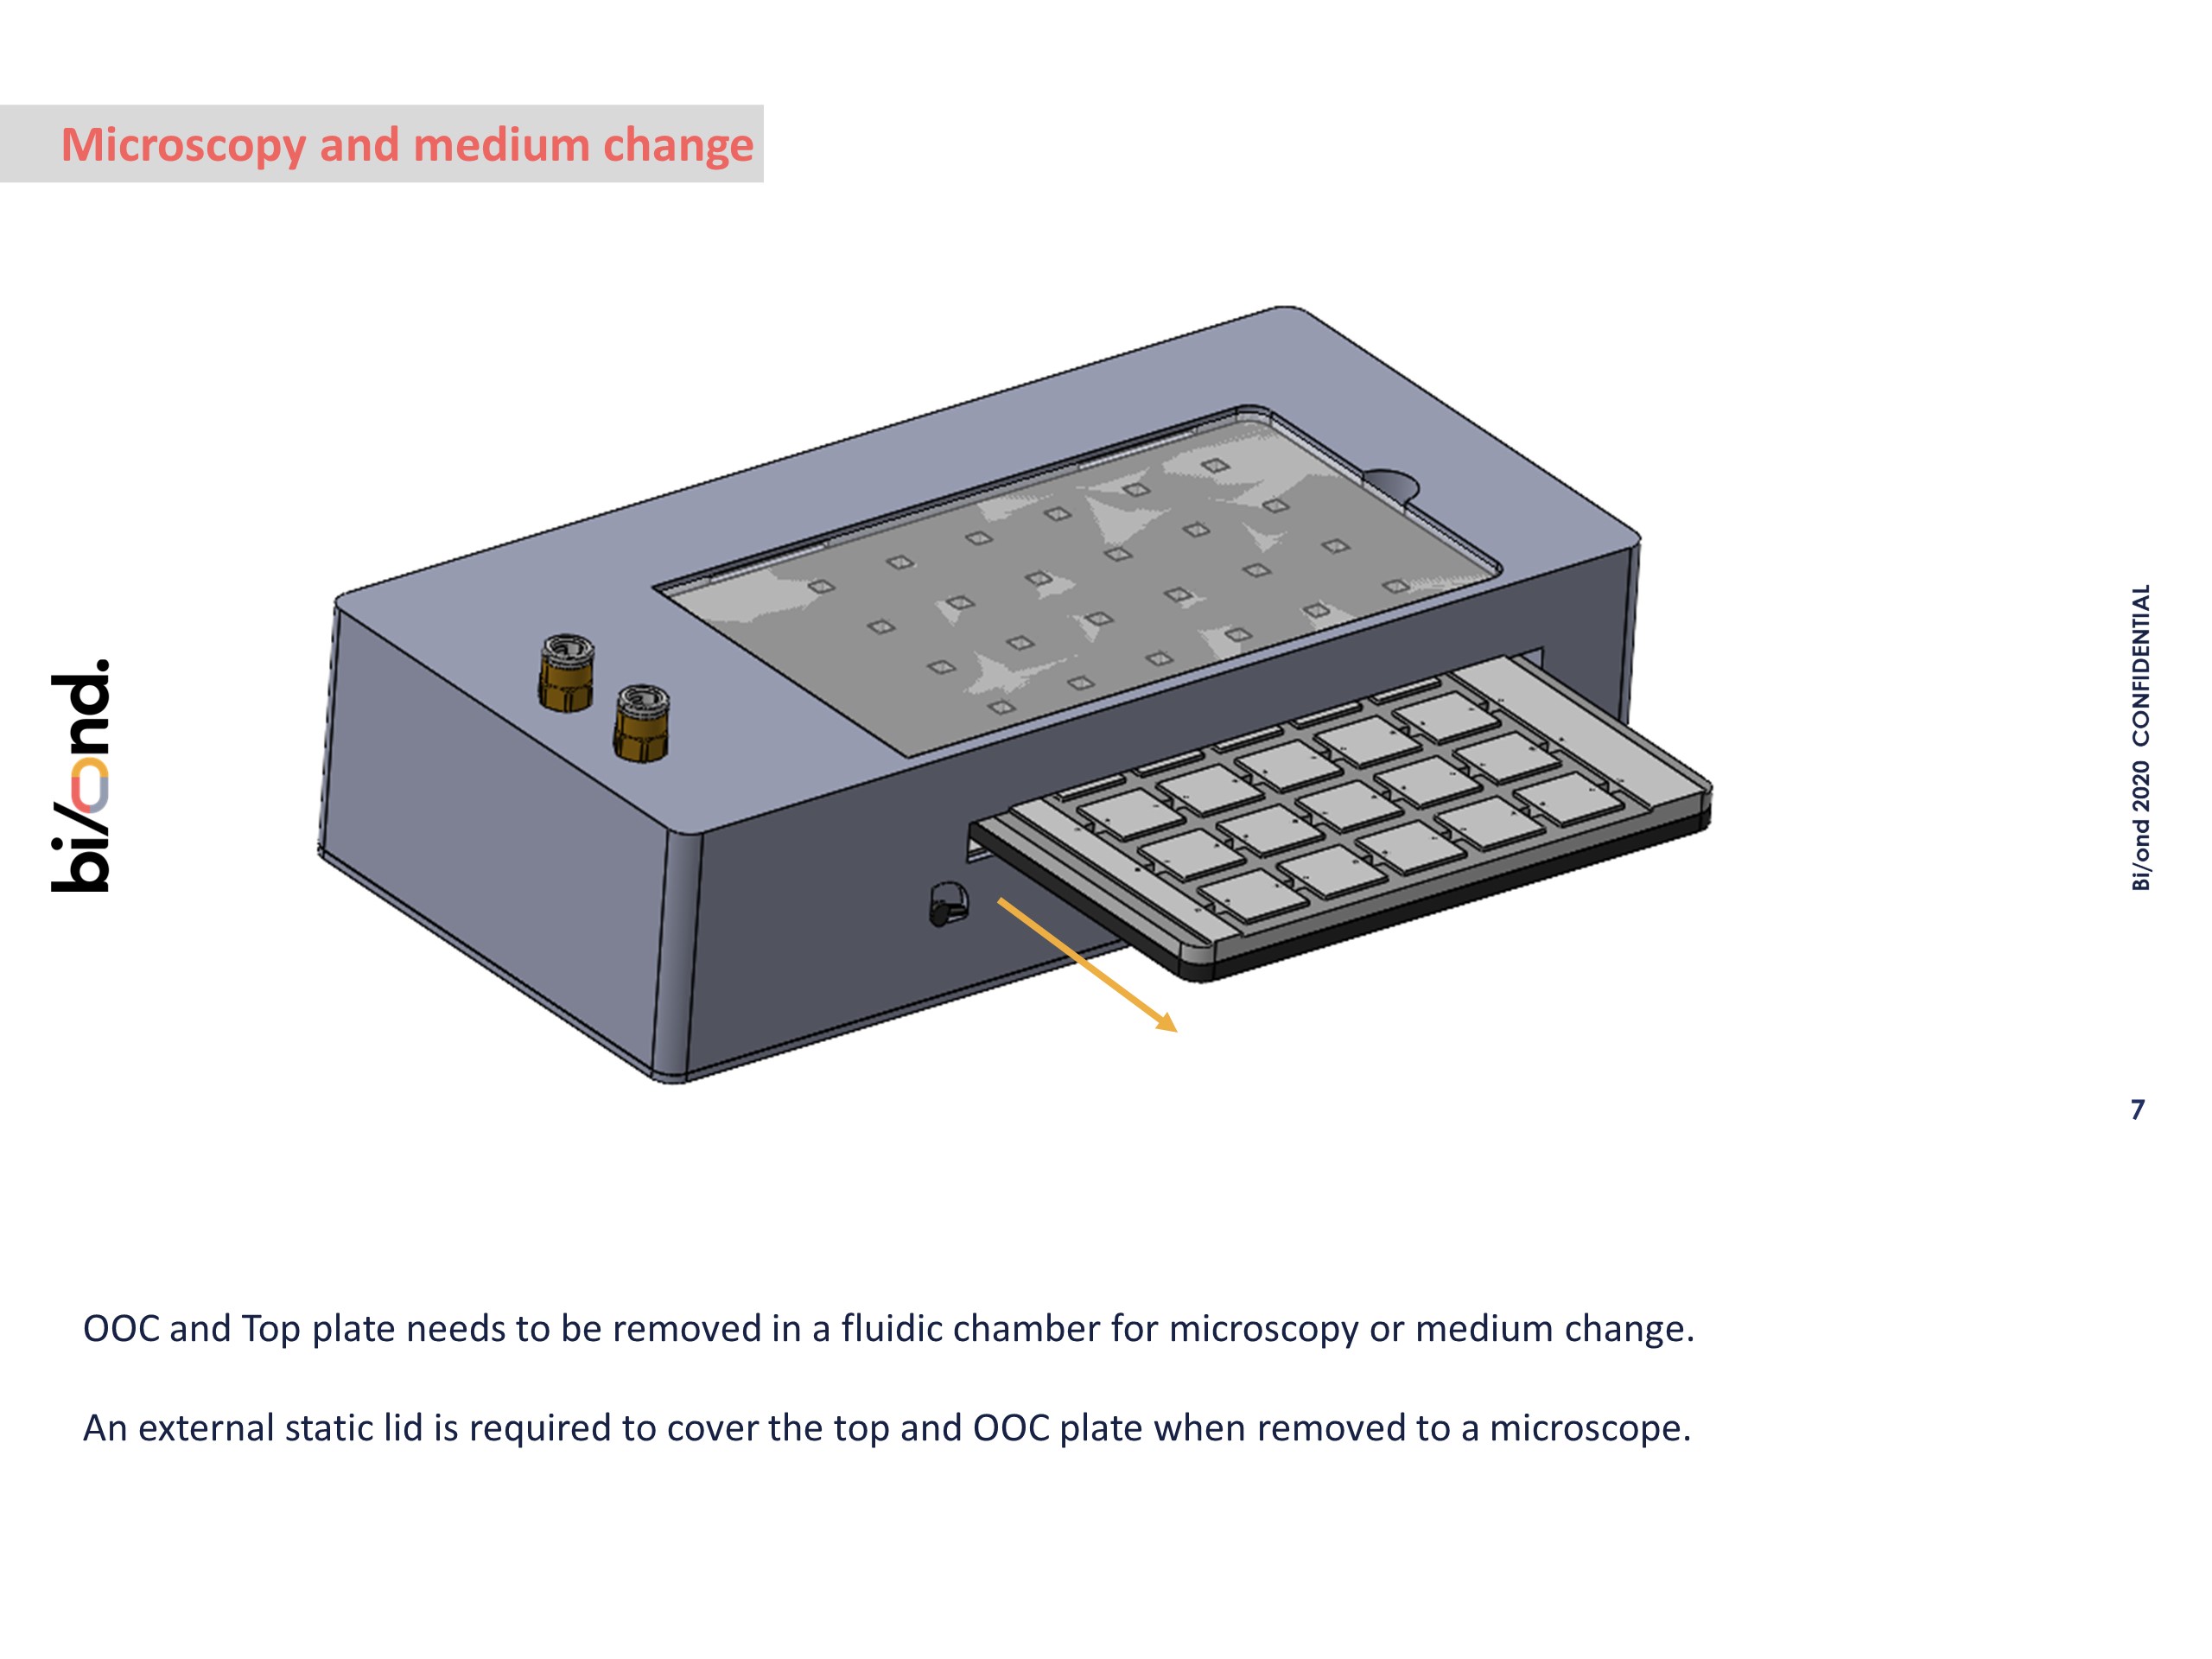 Microscopy and medium change
bi/ond.
Bi/ond 2020 CONFIDENTIAL
7
OOC and Top plate needs to be removed in a fluidic chamber for microscopy or medium change.
An external static lid is required to cover the top and OOC plate when removed to a microscope.